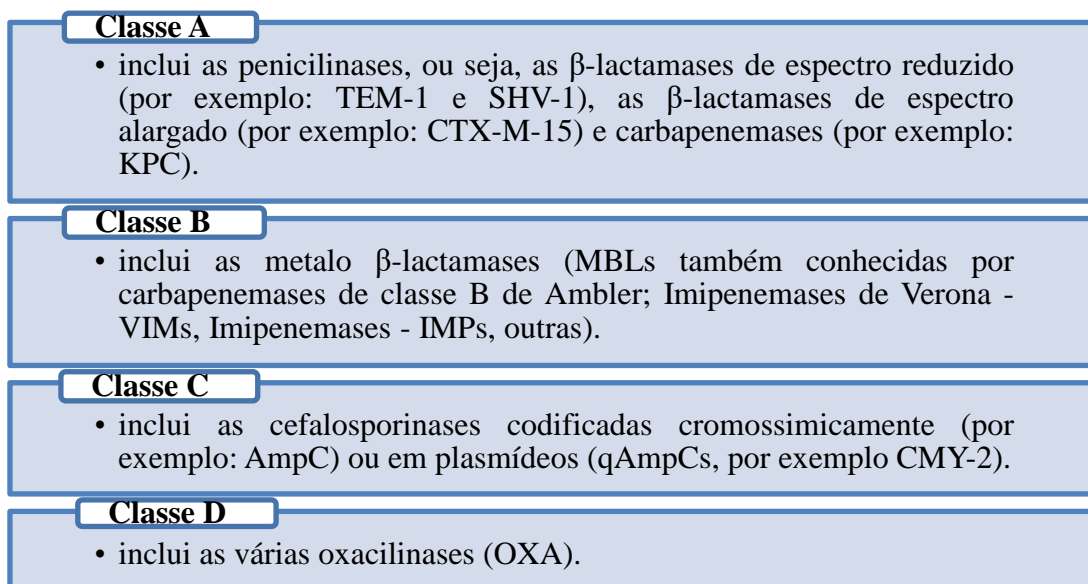 Classe A
• inclui as penicilinases, ou seja, as β-lactamases de espectro reduzido
(por exemplo: TEM-1 e SHV-1), as β-lactamases de espectro
alargado (por exemplo: CTX-M-15) e carbapenemases (por exemplo:
KPC).
Classe B
• inclui as metalo β-lactamases (MBLs também conhecidas por
carbapenemases de classe B de Ambler; Imipenemases de Verona -
VIMs, Imipenemases - IMPs, outras).
Classe C
• inclui as cefalosporinases codificadas cromossimicamente (por
exemplo: AmpC) ou em plasmídeos (qAmpCs, por exemplo CMY-2).
Classe D
• inclui as várias oxacilinases (OXA).